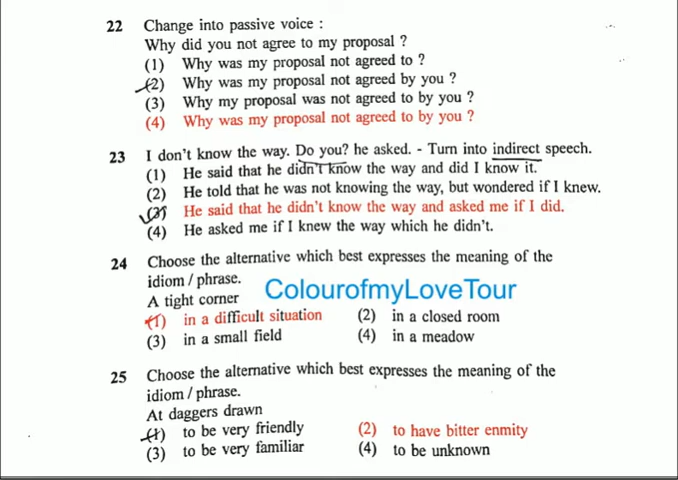 22 Change into passive voice :
Why did you not agree to my proposal ?
(1) Why was my proposal not agreed to ?
(2) Why was my proposal not agreed by you ?
(3) Why my proposal was not agreed to by you ?
(4) Why was my proposal not agreed to by you ?
23 I don't know the way. Do you? he asked. - Turn into indirect speech.
(1) He said that he didn't know the way and did I know it.
(2) He told that he was not knowing the way, but wondered if I knew.
(3) He said that he didn't know the way and asked me if I did.
(4) He asked me if I knew the way which he didn't.
24 Choose the alternative which best expresses the meaning of the
idiom / phrase.
A tight corner
ColourofmyLoveTour
(1) in a difficult situation (2) in a closed room
(3) in a small field (4) in a meadow
25 Choose the alternative which best expresses the meaning of the
idiom / phrase.
At daggers drawn
(1) to be very friendly (2) to have bitter enmity
(3) to be very familiar (4) to be unknown